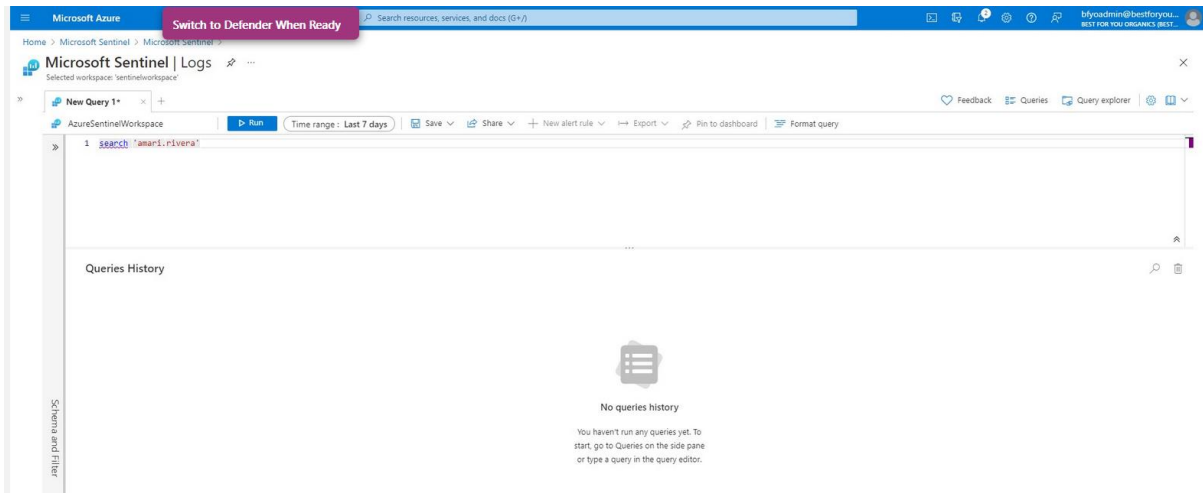 Microsoft Azure
Switch to Defender When Ready
Search resources, services, and docs (G+/)
2
bfyoadmin@bestforyou...
BEST FOR YOU ORGANICS (BEST...
Home > Microsoft Sentinel > Microsoft Sentinel >
Microsoft Sentinel | Logs
Selected workspace: 'sentinelworkspace'
New Query 1*
Feedback Queries Query explorer
AzureSentinelWorkspace Run Time range : Last 7 days Save Share New alert rule Export Pin to dashboard Format query
1 search 'amari.rivera'
Queries History
No queries history
You haven't run any queries yet. To
start, go to Queries on the side pane
or type a query in the query editor.
Schema and Filter